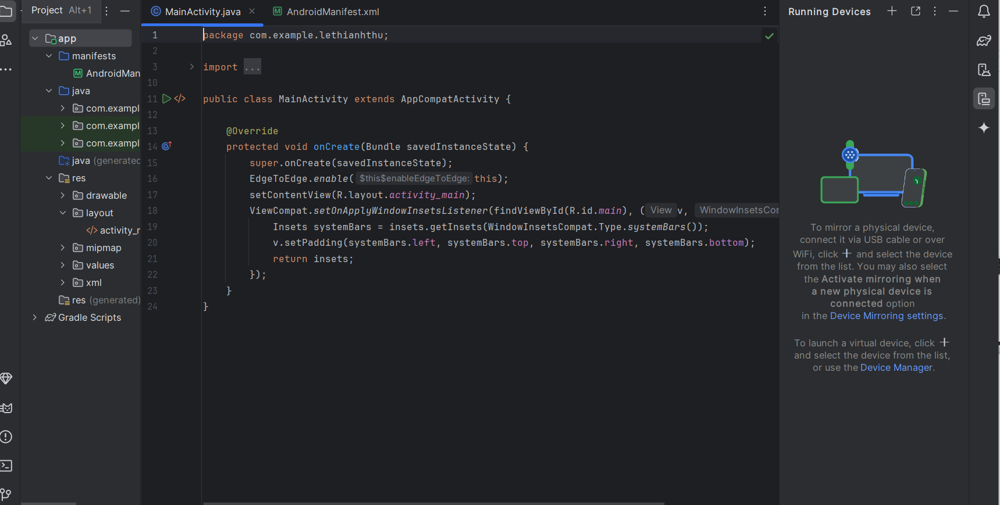 Project Alt+1
app
manifests
AndroidMan
java
com.exampl
com.exampl
com.exampl
java (generated
res
drawable
layout
activity_m
mipmap
values
xml
res (generated)
Gradle Scripts
MainActivity.java
AndroidManifest.xml
1 package com.example.lethianhthu;
2
3 import ...
10
11 public class MainActivity extends AppCompatActivity {
12
13 @Override
14 protected void onCreate(Bundle savedInstanceState) {
15 super.onCreate(savedInstanceState);
16 EdgeToEdge.enable( $this$enableEdgeToEdge: this);
17 setContentView(R.layout.activity_main);
18 ViewCompat.setOnApplyWindowInsetsListener(findViewById(R.id.main), ( View v, WindowInsetsCom
19 Insets systemBars = insets.getInsets(WindowInsetsCompat.Type.systemBars());
20 v.setPadding(systemBars.left, systemBars.top, systemBars.right, systemBars.bottom);
21 return insets;
22 });
23 }
24 }
Running Devices
To mirror a physical device,
connect it via USB cable or over
WiFi, click + and select the device
from the list. You may also select
the Activate mirroring when
a new physical device is
connected option
in the Device Mirroring settings.
To launch a virtual device, click +
and select the device from the list,
or use the Device Manager.